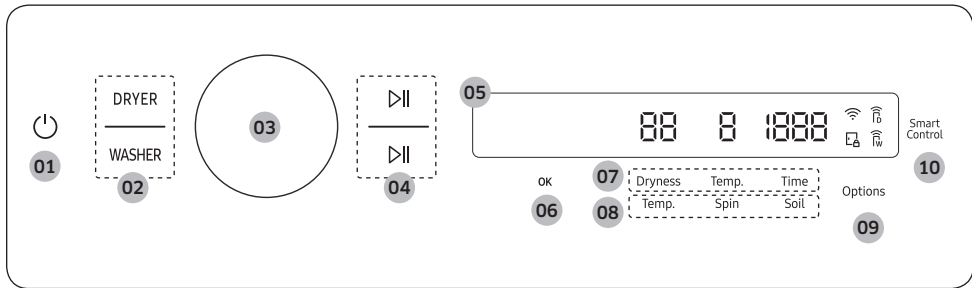 DRYER
WASHER
01
02
03
04
05
88 8 1888
D
W
Smart
Control
10
OK
06
07
Dryness Temp. Time
08
Temp. Spin Soil
Options
09